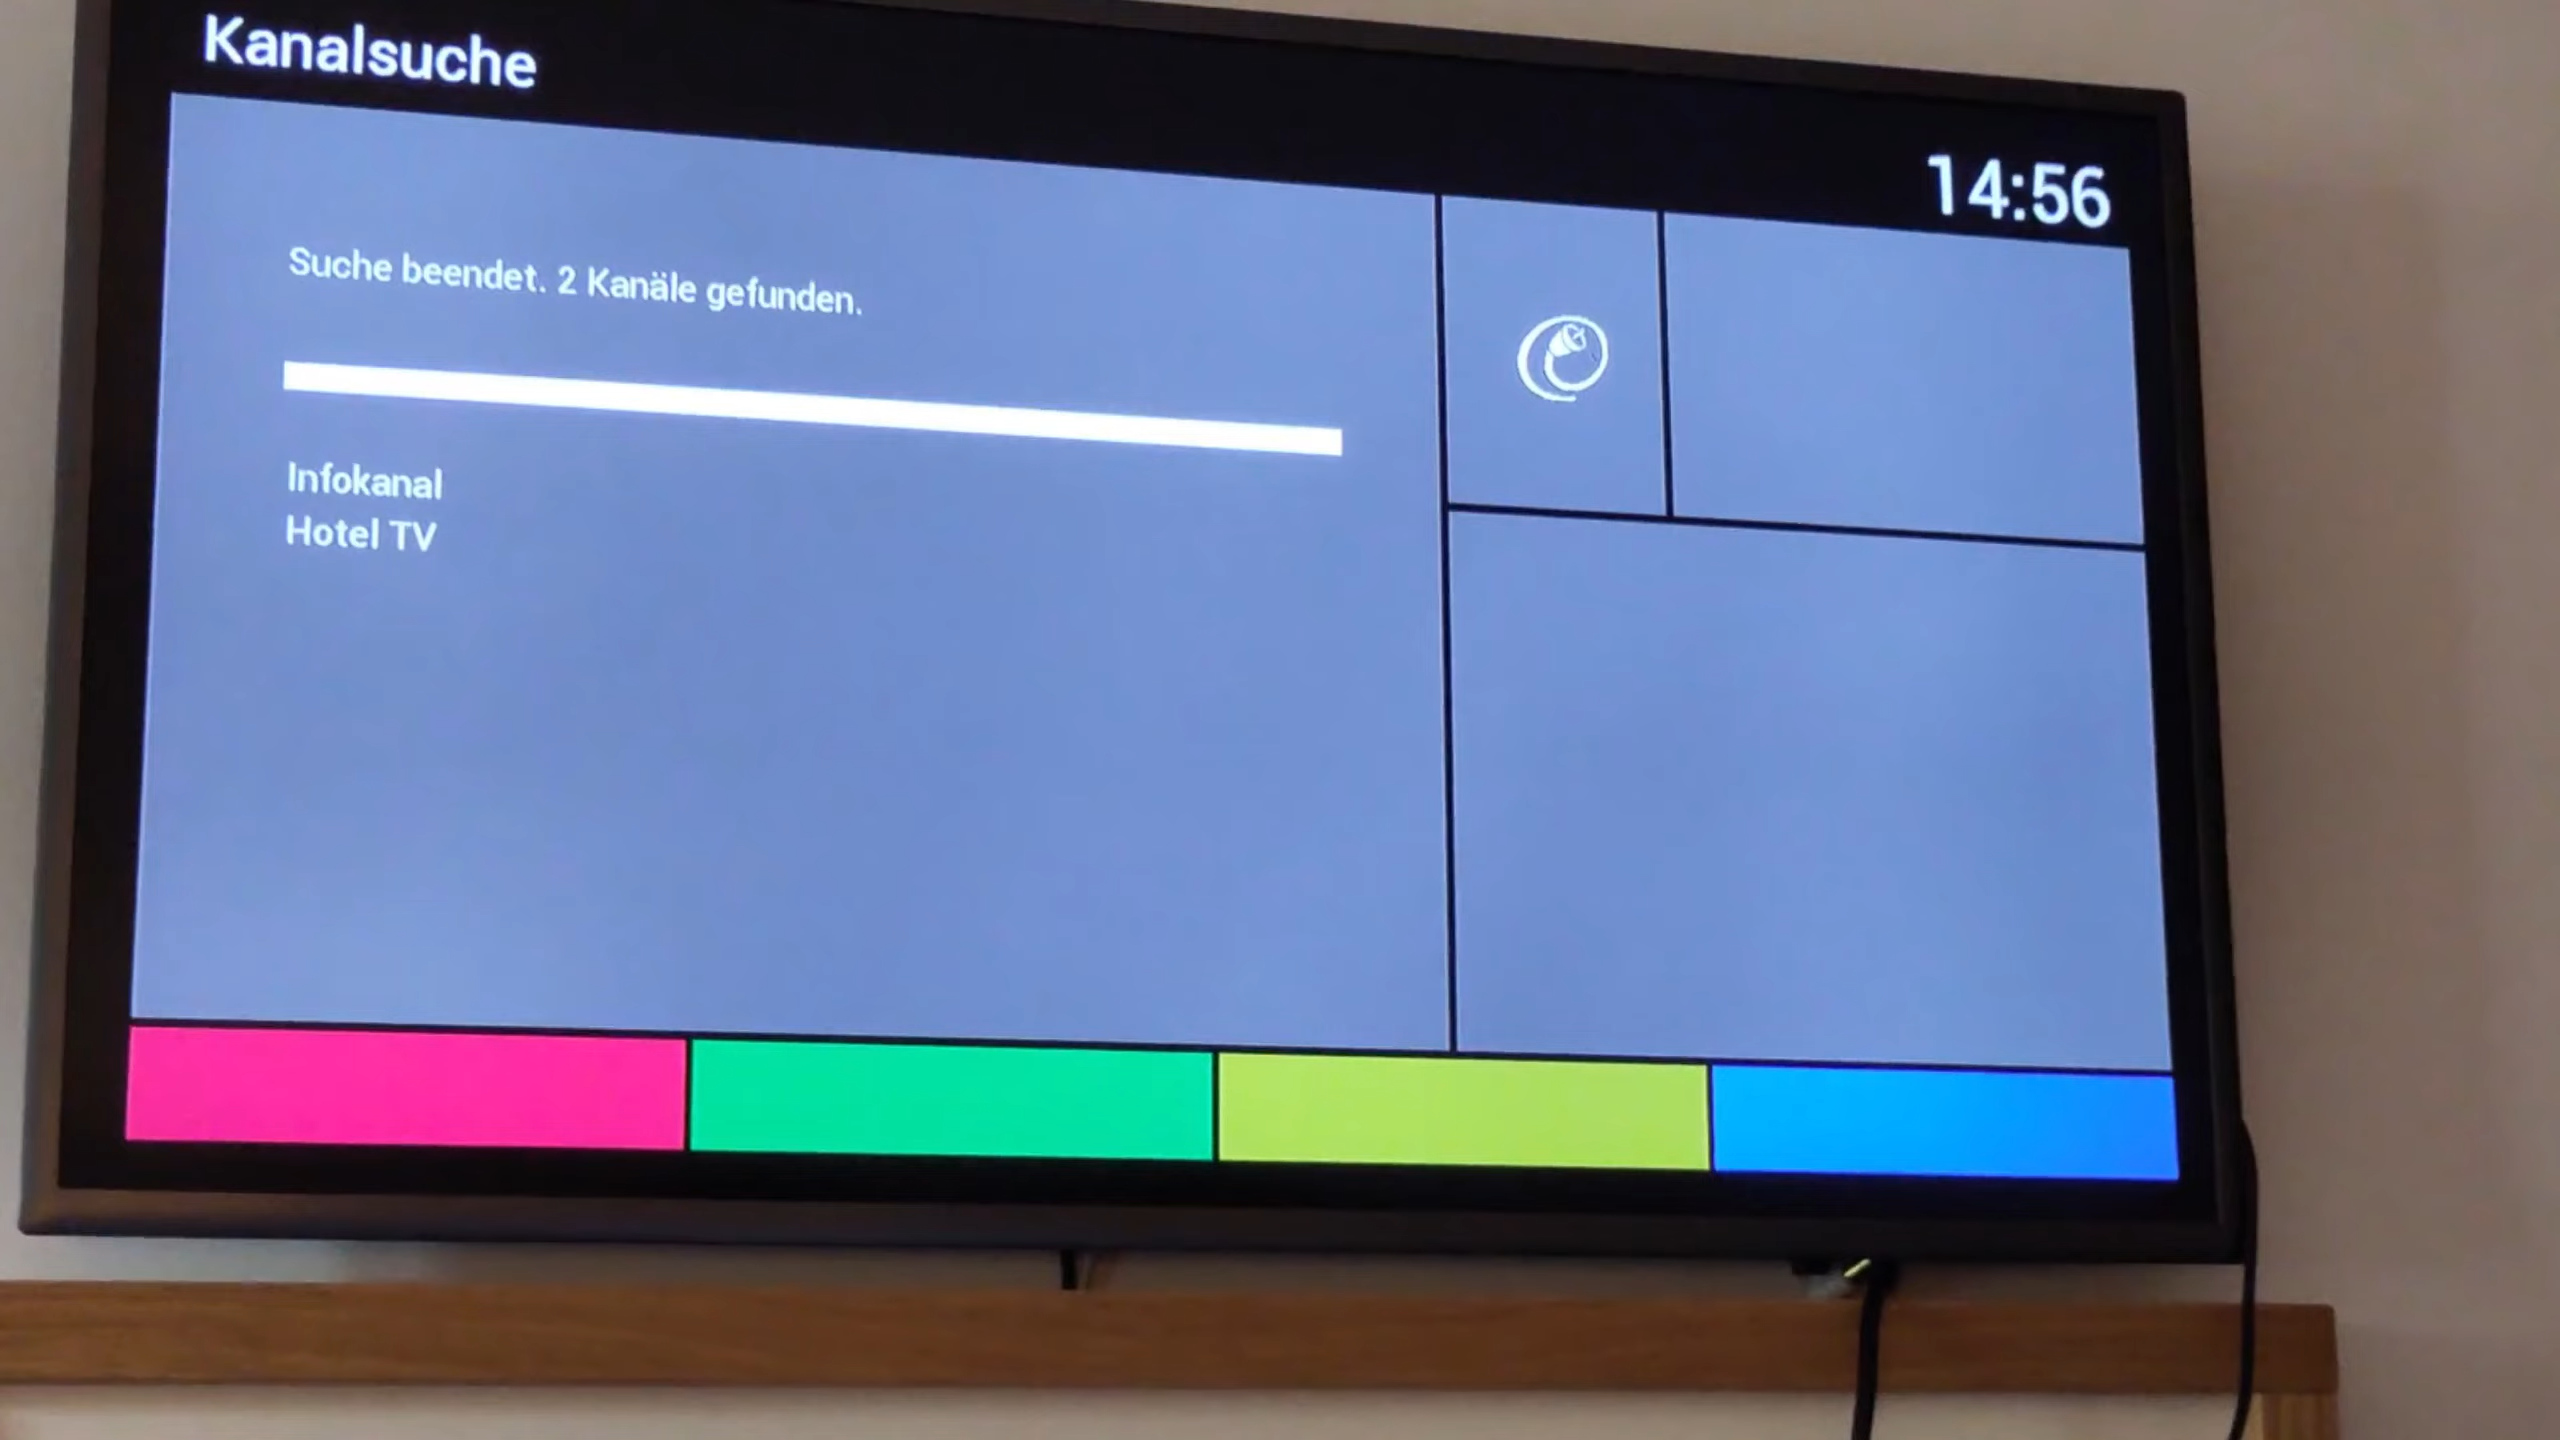 Kanalsuche
14:56
Suche beendet. 2 Kanäle gefunden.
Infokanal
Hotel TV